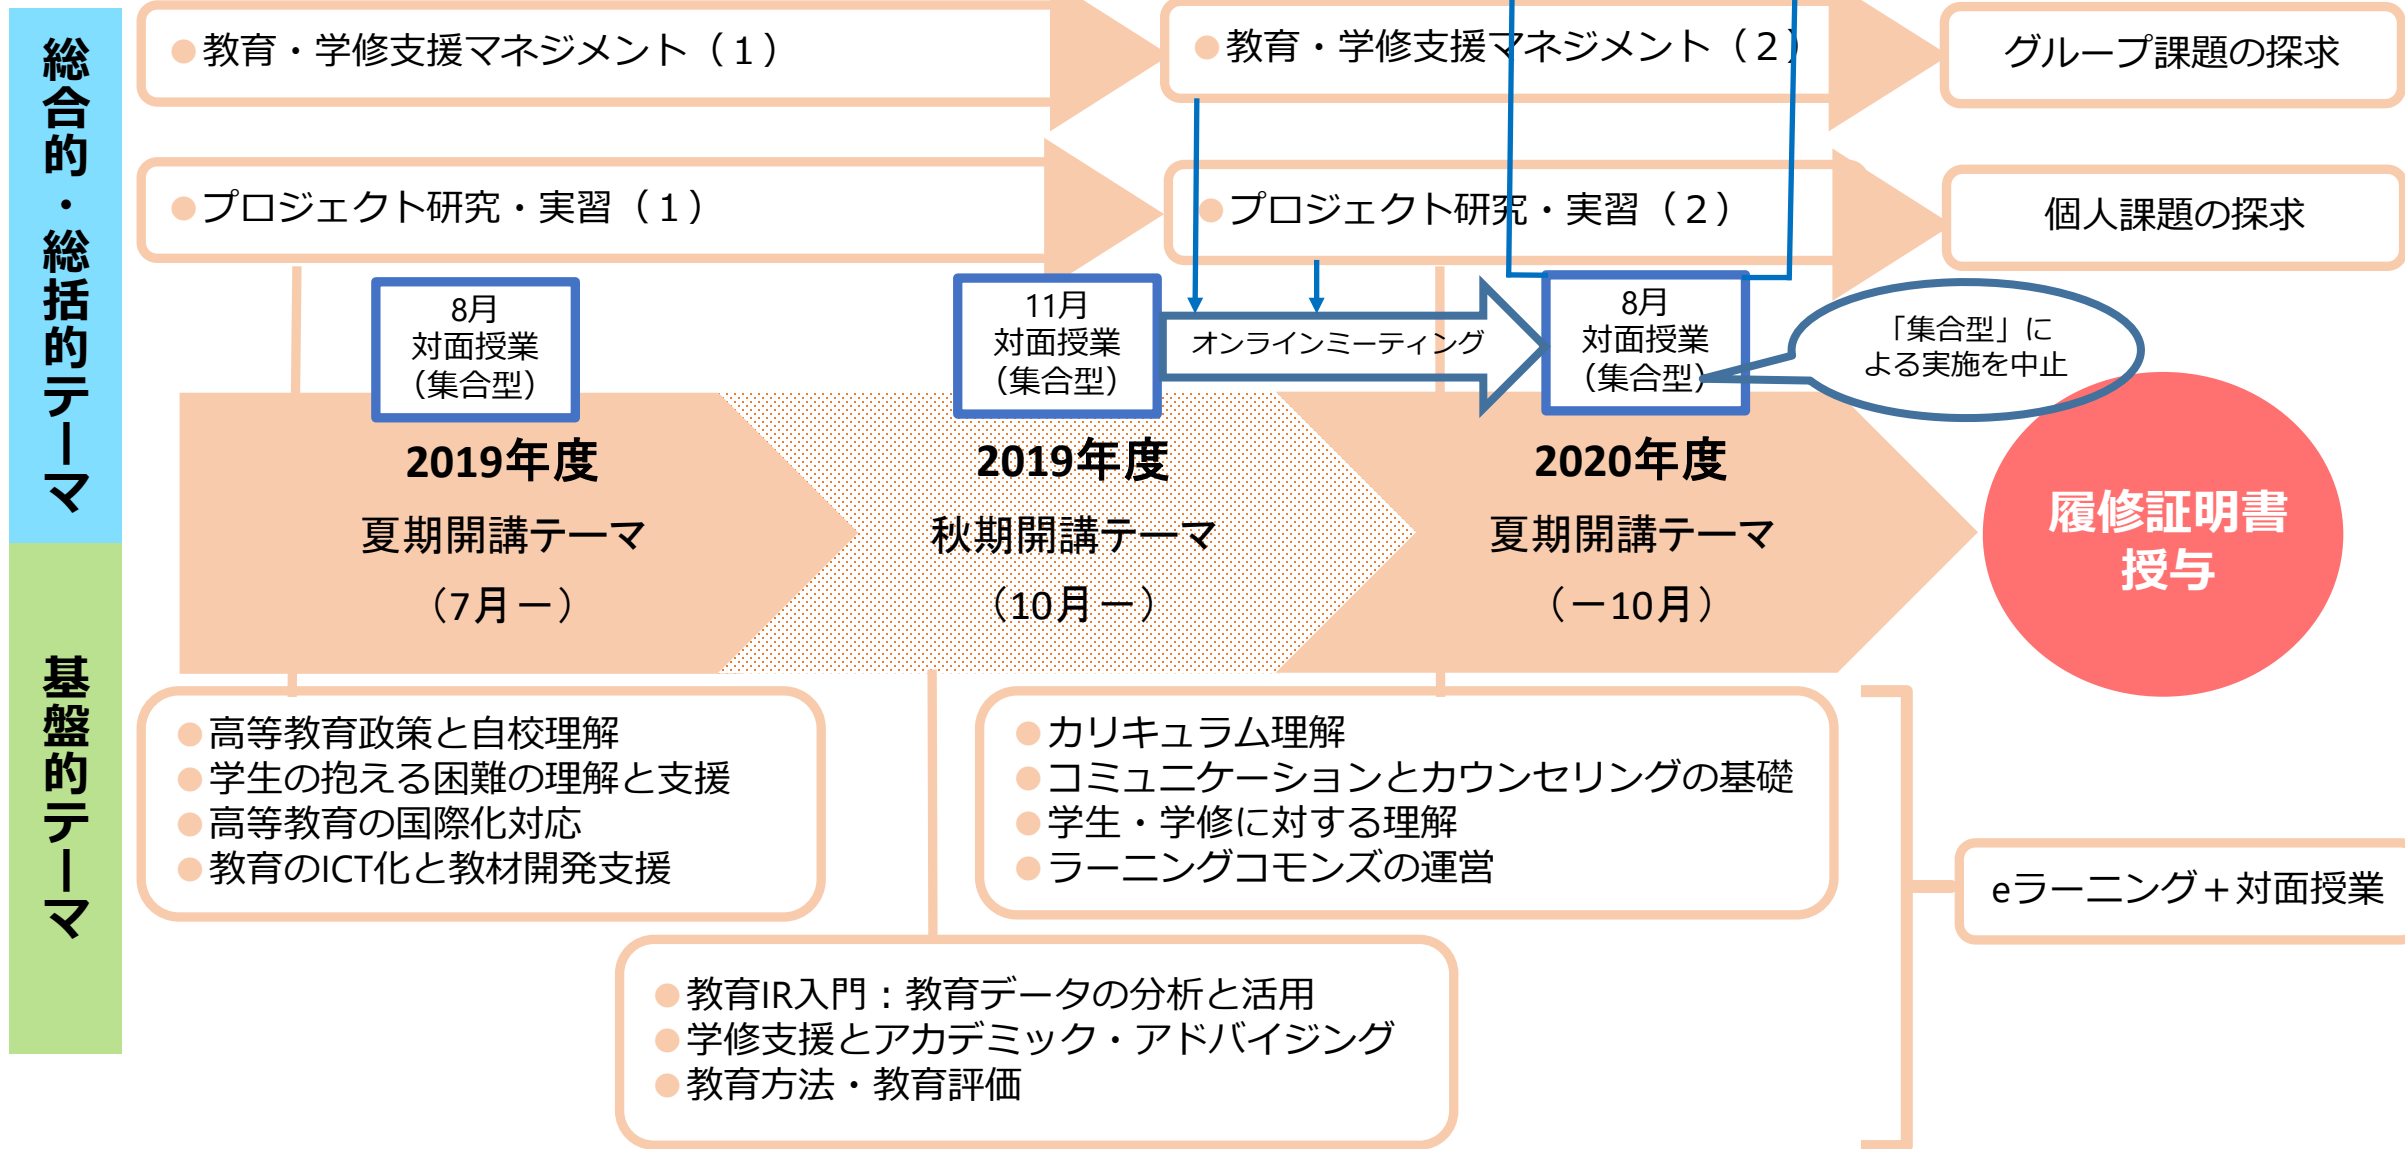 総合的・総括的テーマ
教育・学修支援マネジメント（1）
教育・学修支援マネジメント（2）
グループ課題の探求
プロジェクト研究・実習（1）
プロジェクト研究・実習（2）
個人課題の探求
8月
対面授業
（集合型）
11月
対面授業
（集合型）
オンラインミーティング
8月
対面授業
（集合型）
「集合型」に
よる実施を中止
2019年度
夏期開講テーマ
（7月ー）
2019年度
秋期開講テーマ
（10月ー）
2020年度
夏期開講テーマ
（ー10月）
履修証明書
授与
基盤的テーマ
高等教育政策と自校理解
学生の抱える困難の理解と支援
高等教育の国際化対応
教育のICT化と教材開発支援
カリキュラム理解
コミュニケーションとカウンセリングの基礎
学生・学修に対する理解
ラーニングコモンズの運営
eラーニング＋対面授業
教育IR入門：教育データの分析と活用
学修支援とアカデミック・アドバイジング
教育方法・教育評価